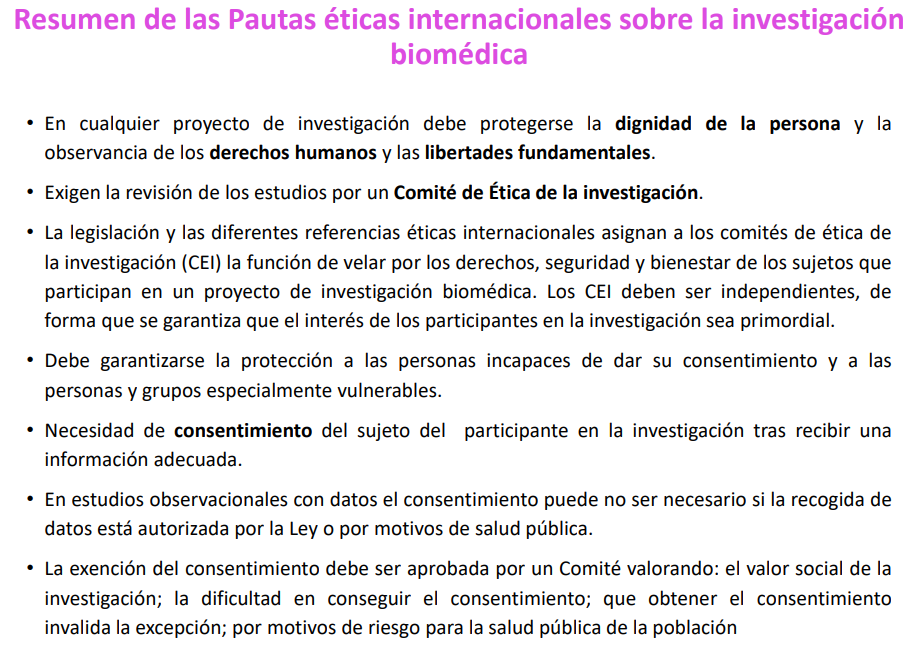 Resumen de las Pautas éticas internacionales sobre la investigación
biomédica
• En cualquier proyecto de investigación debe protegerse la dignidad de la persona y la
observancia de los derechos humanos y las libertades fundamentales.
• Exigen la revisión de los estudios por un Comité de Ética de la investigación.
• La legislación y las diferentes referencias éticas internacionales asignan a los comités de ética de
la investigación (CEI) la función de velar por los derechos, seguridad y bienestar de los sujetos que
participan en un proyecto de investigación biomédica. Los CEI deben ser independientes, de
forma que se garantiza que el interés de los participantes en la investigación sea primordial.
• Debe garantizarse la protección a las personas incapaces de dar su consentimiento y a las
personas y grupos especialmente vulnerables.
• Necesidad de consentimiento del sujeto del participante en la investigación tras recibir una
información adecuada.
• En estudios observacionales con datos el consentimiento puede no ser necesario si la recogida de
datos está autorizada por la Ley o por motivos de salud pública.
• La exención del consentimiento debe ser aprobada por un Comité valorando: el valor social de la
investigación; la dificultad en conseguir el consentimiento; que obtener el consentimiento
invalida la excepción; por motivos de riesgo para la salud pública de la población